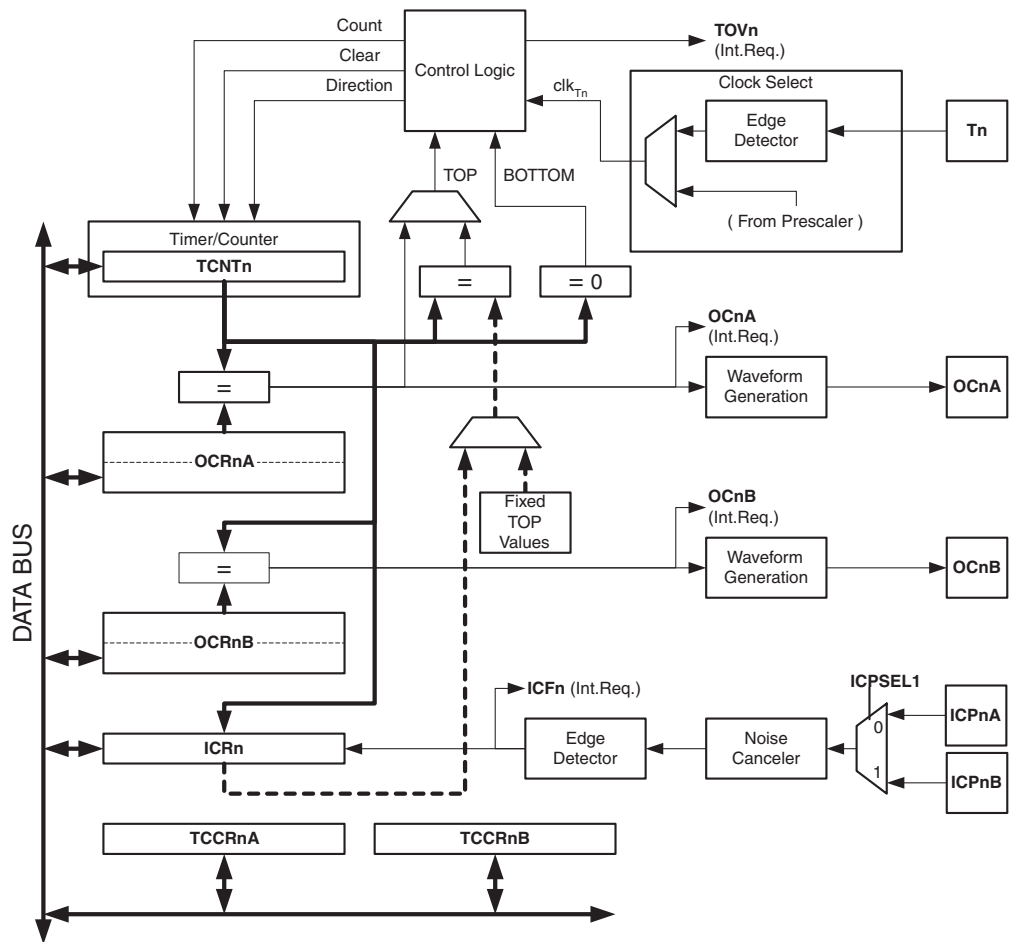 Count
Clear
Direction
Control Logic
TOVn
(Int.Req.)
clkTn
Clock Select
Edge
Detector
Tn
( From Prescaler )
TOP
BOTTOM
Timer/Counter
TCNTn
=
= 0
=
OCnA
(Int.Req.)
Waveform
Generation
OCnA
OCRnA
Fixed
TOP
Values
OCnB
(Int.Req.)
=
Waveform
Generation
OCnB
OCRnB
DATA BUS
ICFn (Int.Req.)
ICPSEL1
ICPnA
0
ICRn
Edge
Detector
Noise
Canceler
1
ICPnB
TCCRnA
TCCRnB